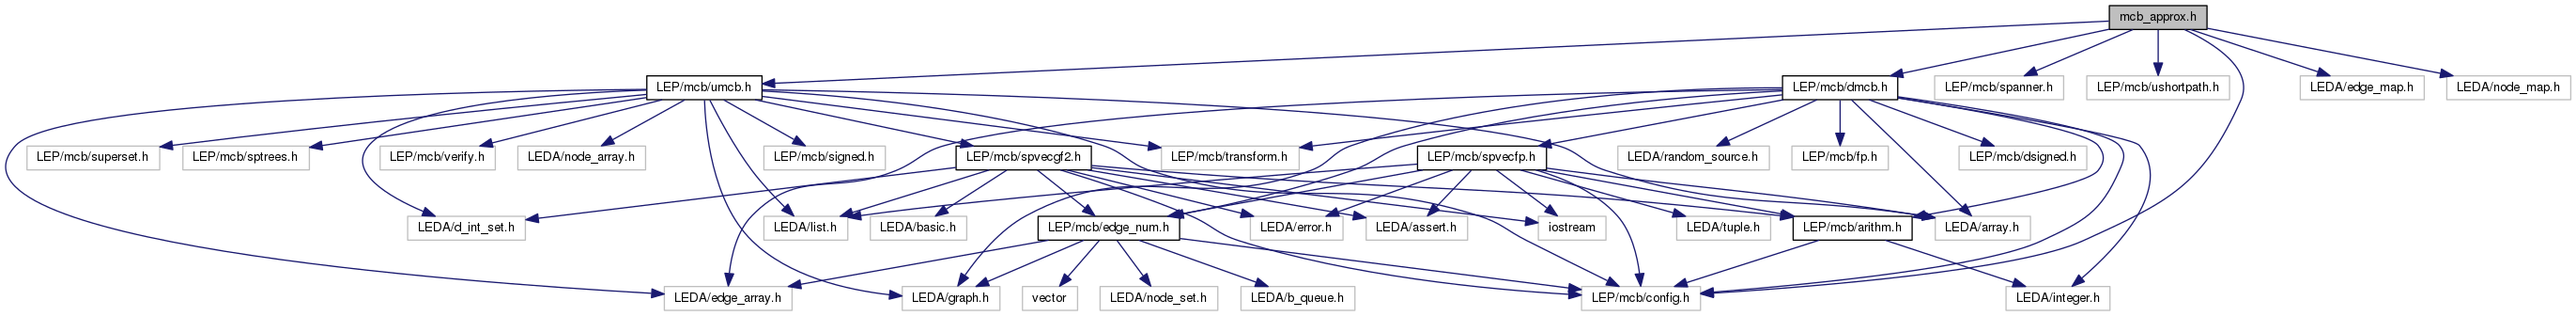 mcb_approx.h
LEP/mcb/umcb.h
LEP/mcb/dmcb.h
LEP/mcb/spanner.h
LEP/mcb/ushortpath.h
LEDA/edge_map.h
LEDA/node_map.h
LEP/mcb/superset.h
LEP/mcb/sptrees.h
LEP/mcb/verify.h
LEDA/node_array.h
LEP/mcb/signed.h
LEP/mcb/spvecgf2.h
LEP/mcb/transform.h
LEP/mcb/spvecfp.h
LEDA/random_source.h
LEP/mcb/fp.h
LEP/mcb/dsigned.h
LEDA/d_int_set.h
LEDA/list.h
LEDA/basic.h
LEP/mcb/edge_num.h
LEDA/error.h
LEDA/assert.h
iostream
LEDA/tuple.h
LEP/mcb/arithm.h
LEDA/array.h
LEDA/edge_array.h
LEDA/graph.h
vector
LEDA/node_set.h
LEDA/b_queue.h
LEP/mcb/config.h
LEDA/integer.h